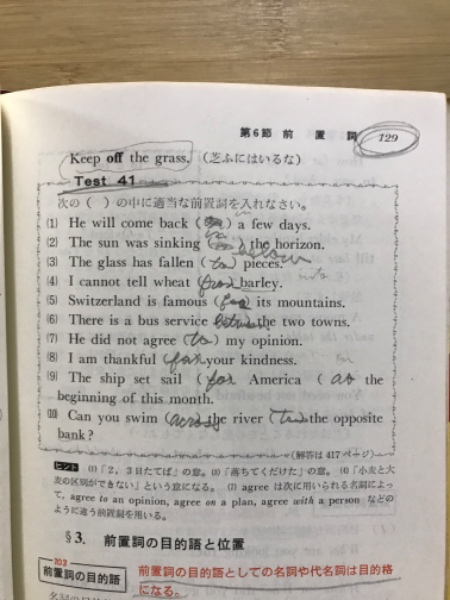 第6節 前 置 詞 129
Keep off the grass. (芝ふにはいるな)
Test 41
次の ( ) の中に適当な前置詞を入れなさい。
in
(1) He will come back ( ) a few days.
(2) The sun was sinking ( ) the horizon.
below
(3) The glass has fallen (to) pieces.
into
(4) I cannot tell wheat (from) barley.
(5) Switzerland is famous (for) its mountains.
(6) There is a bus service between the two towns.
(7) He did not agree (to) my opinion.
(8) I am thankful (for) your kindness.
(9) The ship set sail (for America (at the
beginning of this month.
(10) Can you swim (across the river (to the opposite
bank?
(解答は 417 ページ)
ヒント (1)「2, 3日たてば」の意。(3)「落ちてくだけた」の意。(4)「小麦と大
麦の区別ができない」という意になる。(7) agree は次に用いられる名詞によっ
て, agree to an opinion, agree on a plan, agree with a person などの
ように違う前置詞を用いる。
§3. 前置詞の目的語と位置
103
前置詞の目的語 前置詞の目的語としての名詞や代名詞は目的格
になる。